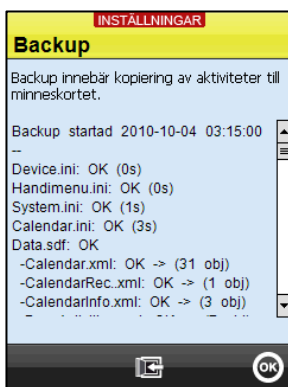 INSTÄLLNINGAR
Backup
Backup innebär kopiering av aktiviteter till
minneskortet.
Backup startad 2010-10-04 03:15:00
--
Device.ini: OK (0s)
Handimenu.ini: OK (0s)
System.ini: OK (1s)
Calendar.ini: OK (3s)
Data.sdf: OK
-Calendar.xml: OK -> (31 obj)
-CalendarRec..xml: OK -> (1 obj)
-CalendarInfo.xml: OK -> (3 obj)
OK